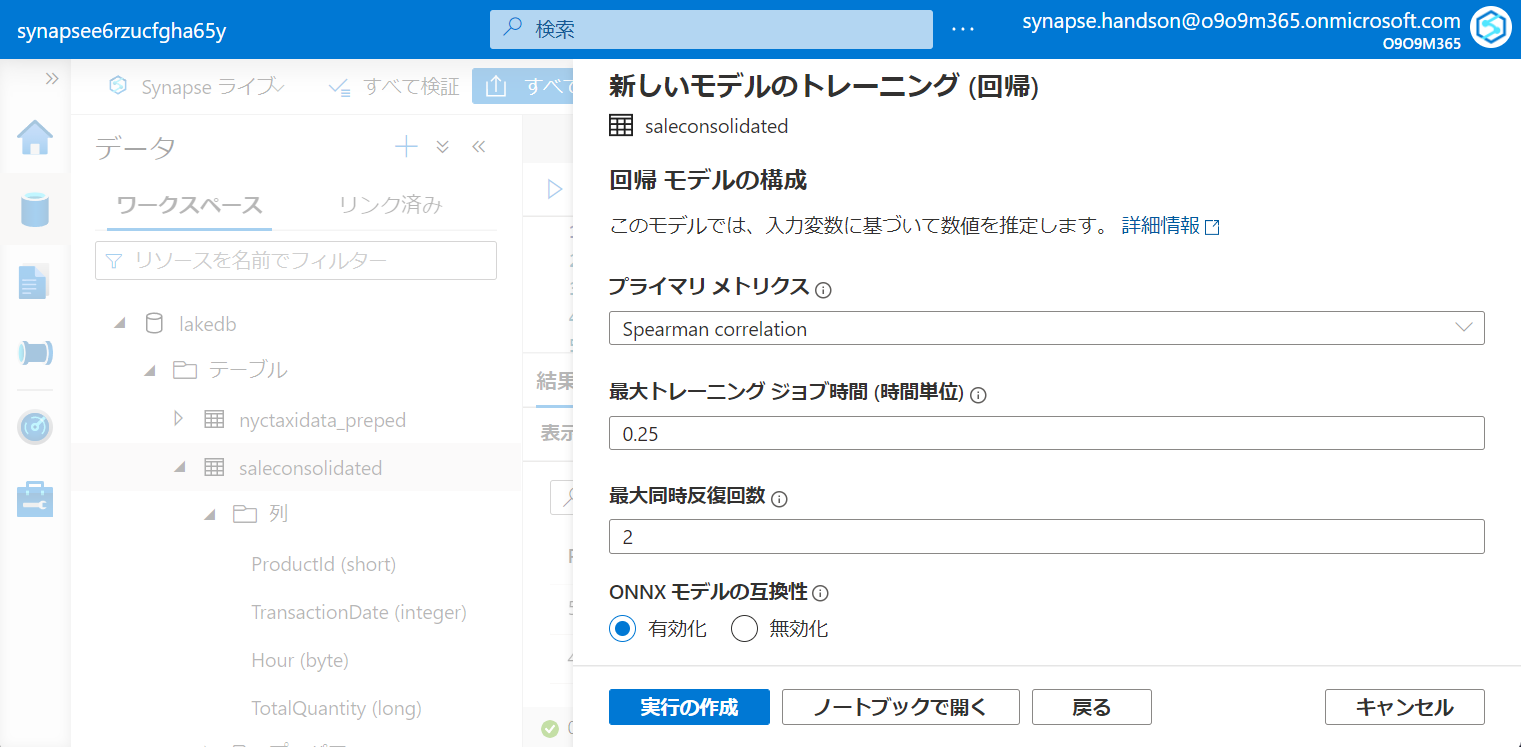 synapsee6rzucfgha65y
検索
synapse.handson@o9o9m365.onmicrosoft.com
O9O9M365
Synapse ライブ
すべて検証
すべて
データ
ワークスペース
リンク済み
リソースを名前でフィルター
lakedb
テーブル
nyctaxidata_preped
saleconsolidated
列
ProductId (short)
TransactionDate (integer)
Hour (byte)
TotalQuantity (long)
結果
表示
新しいモデルのトレーニング (回帰)
saleconsolidated
回帰 モデルの構成
このモデルでは、入力変数に基づいて数値を推定します。 詳細情報
プライマリ メトリクス
Spearman correlation
最大トレーニング ジョブ時間 (時間単位)
0.25
最大同時反復回数
2
ONNX モデルの互換性
有効化 無効化
実行の作成 ノートブックで開く 戻る キャンセル